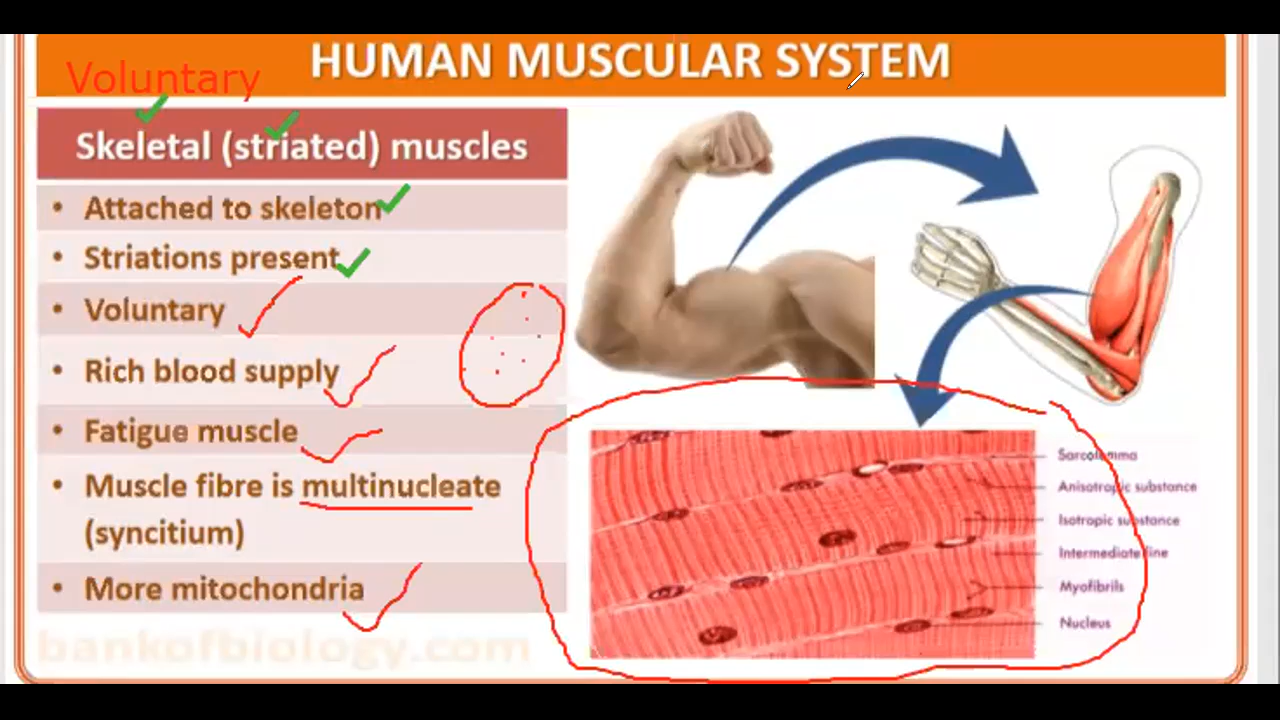 HUMAN MUSCULAR SYSTEM
Voluntary
Skeletal (striated) muscles
• Attached to skeleton
• Striations present
• Voluntary
• Rich blood supply
• Fatigue muscle
• Muscle fibre is multinucleate
(syncitium)
• More mitochondria
bankofbiology.com
Sarcolemma
Anisotropic substance
Isotropic substance
Intermediate line
Myofibrils
Nucleus